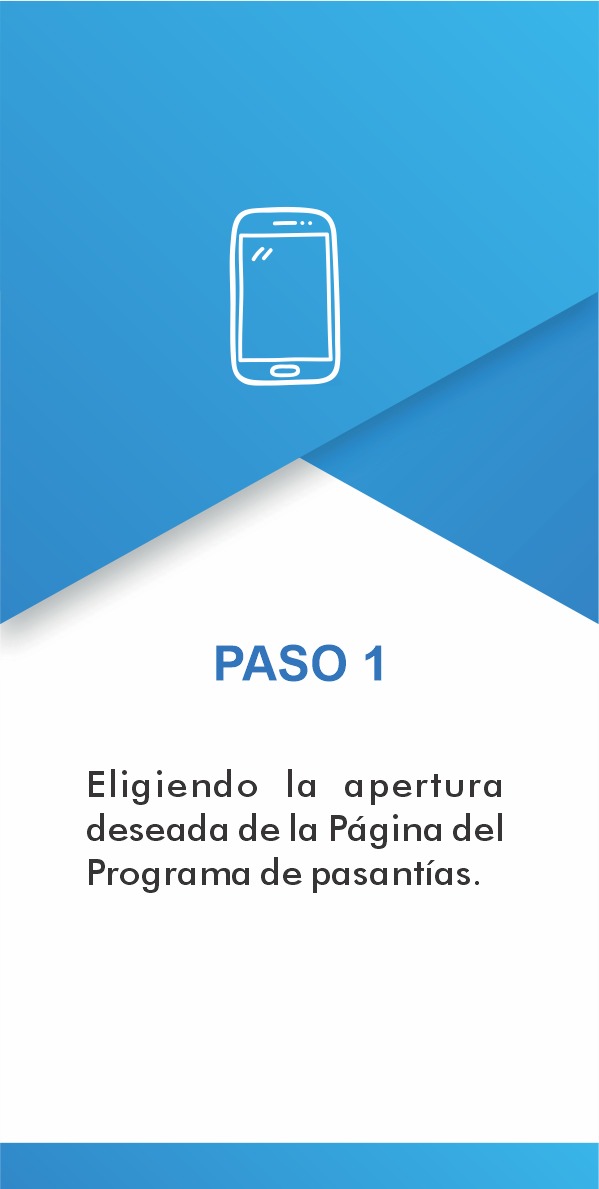 PASO 1
Eligiendo la apertura
deseada de la Página del
Programa de pasantías.